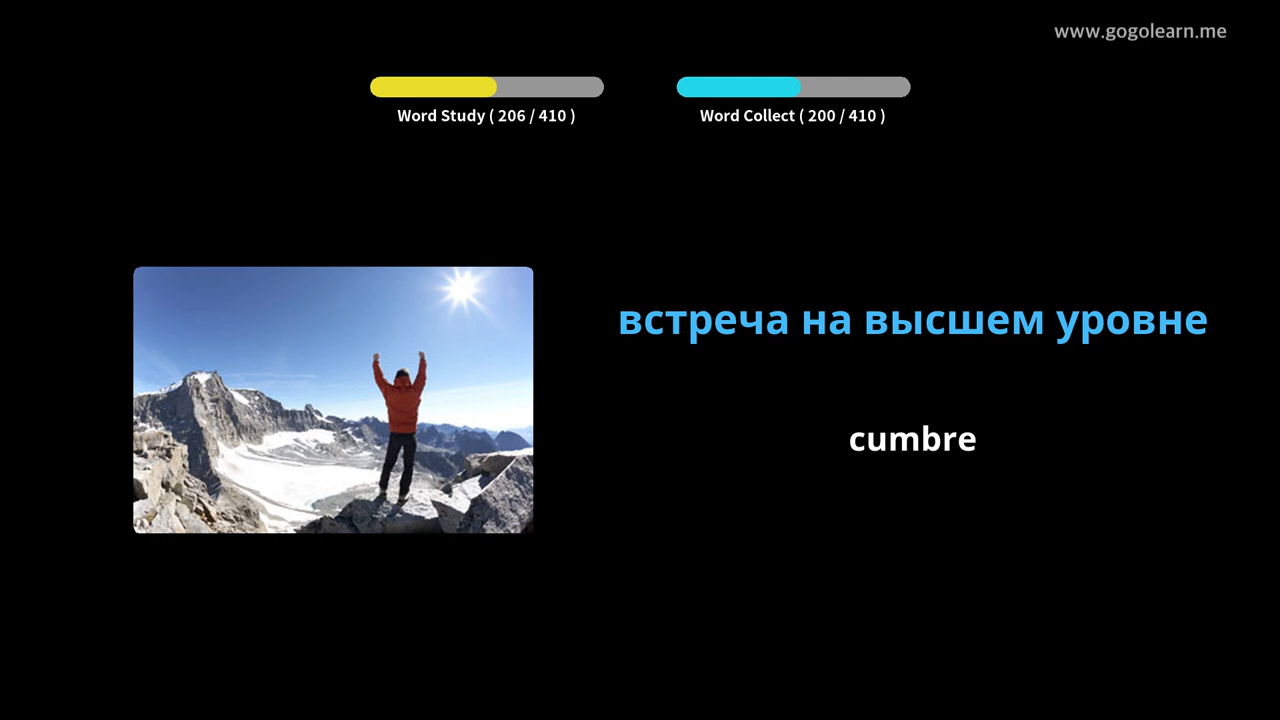 www.gogolearn.me
Word Study ( 206 / 410 )
Word Collect ( 200 / 410 )
встреча на высшем уровне
cumbre